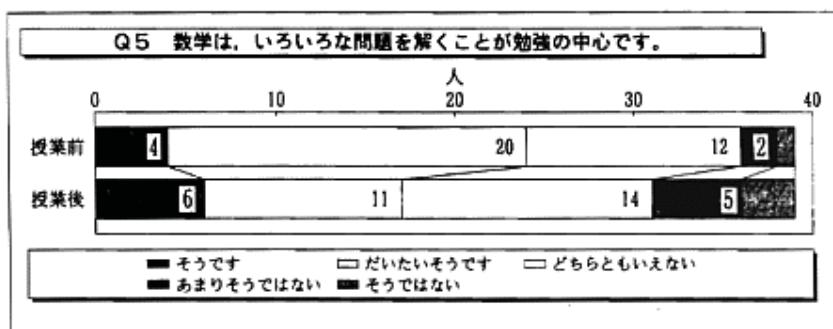 Q5 数学は，いろいろな問題を解くことが勉強の中心です。
人
0 10 20 30 40
授業前 4 20 12 2
授業後 6 11 14 5
そうです だいたいそうです どちらともいえない
あまりそうではない そうではない